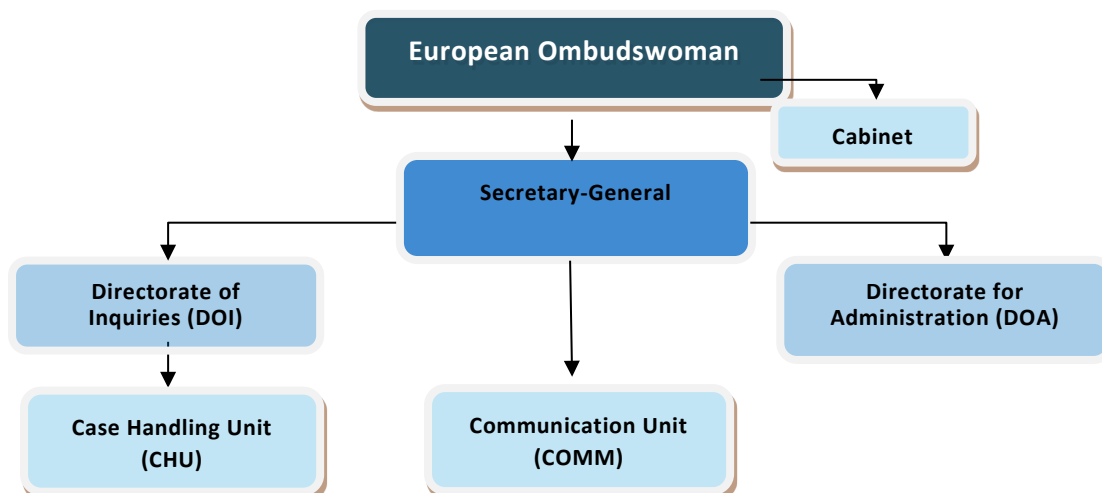 European Ombudswoman
Cabinet
Secretary-General
Directorate of
Inquiries (DOI)
Directorate for
Administration (DOA)
Case Handling Unit
(CHU)
Communication Unit
(COMM)